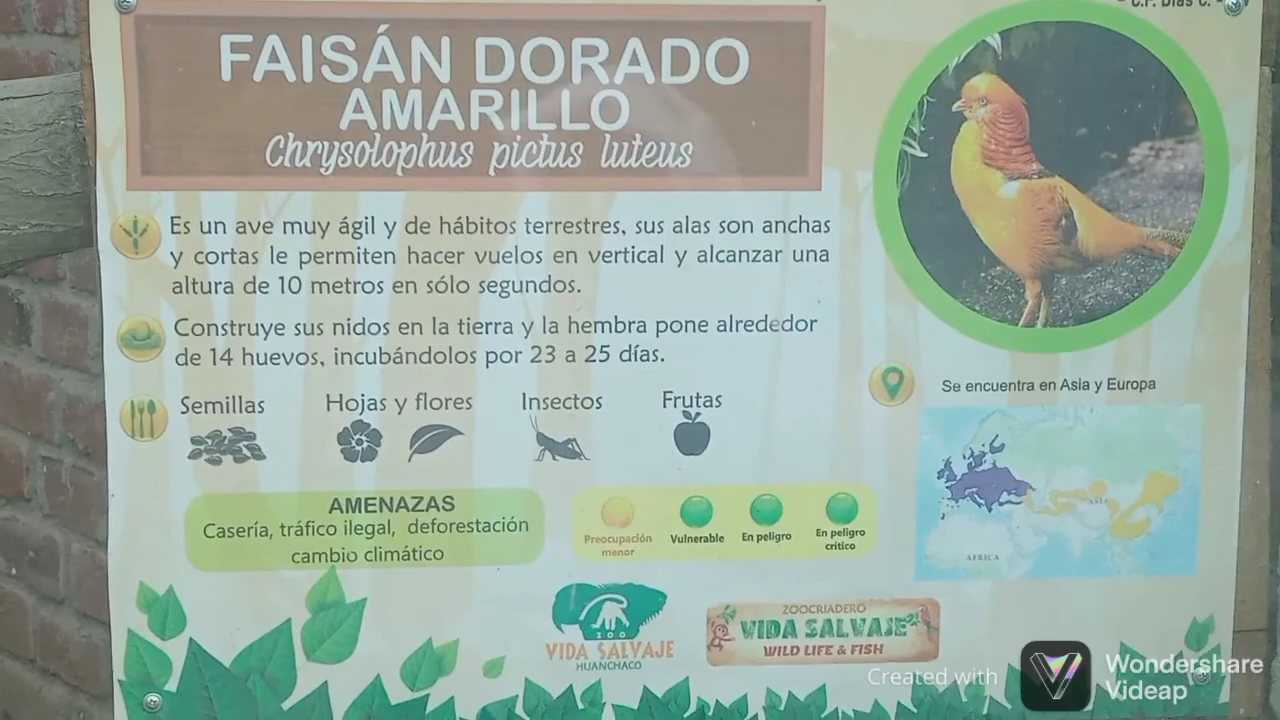 C.P. Días C.
FAISÁN DORADO
AMARILLO
Chrysolophus pictus luteus
Es un ave muy ágil y de hábitos terrestres, sus alas son anchas
y cortas le permiten hacer vuelos en vertical y alcanzar una
altura de 10 metros en sólo segundos.
Construye sus nidos en la tierra y la hembra pone alrededor
de 14 huevos, incubándolos por 23 a 25 días.
Semillas
Hojas y flores
Insectos
Frutas
Se encuentra en Asia y Europa
ASIA
AFRICA
AMENAZAS
Casería, tráfico ilegal, deforestación
cambio climático
Preocupación
menor
Vulnerable
En peligro
En peligro
crítico
ZOO
VIDA SALVAJE
HUANCHACO
ZOOCRIADERO
VIDA SALVAJE
WILD LIFE & FISH
Created with
Wondershare
Videap